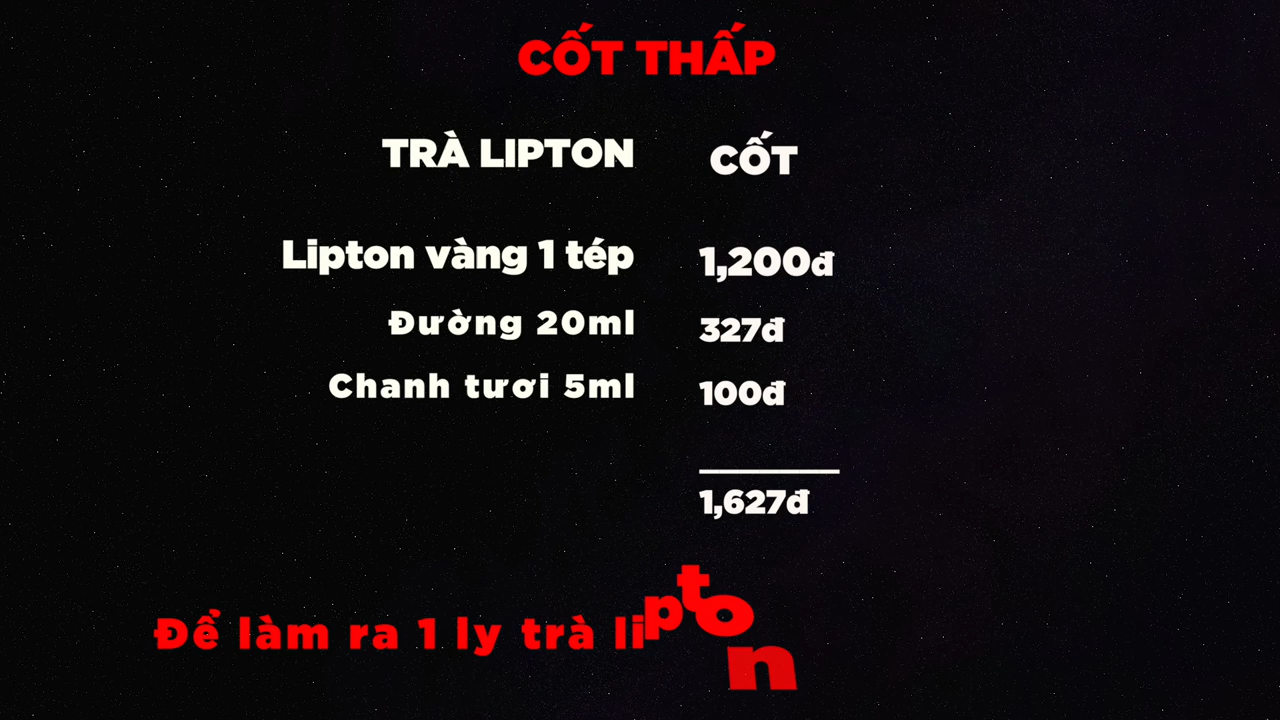 CỐT THẤP
TRÀ LIPTON CỐT
Lipton vàng 1 tép 1,200đ
Đường 20ml 327đ
Chanh tươi 5ml 100đ
1,627đ
Để làm ra 1 ly trà lipton